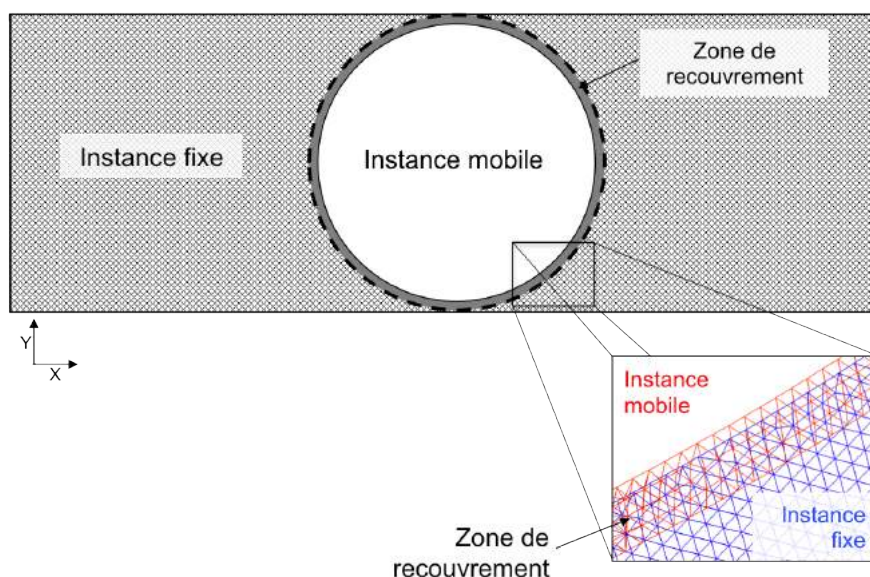 Zone de
recouvrement
Instance fixe
Instance mobile
Y
X
Instance
mobile
Zone de
recouvrement
Instance
fixe